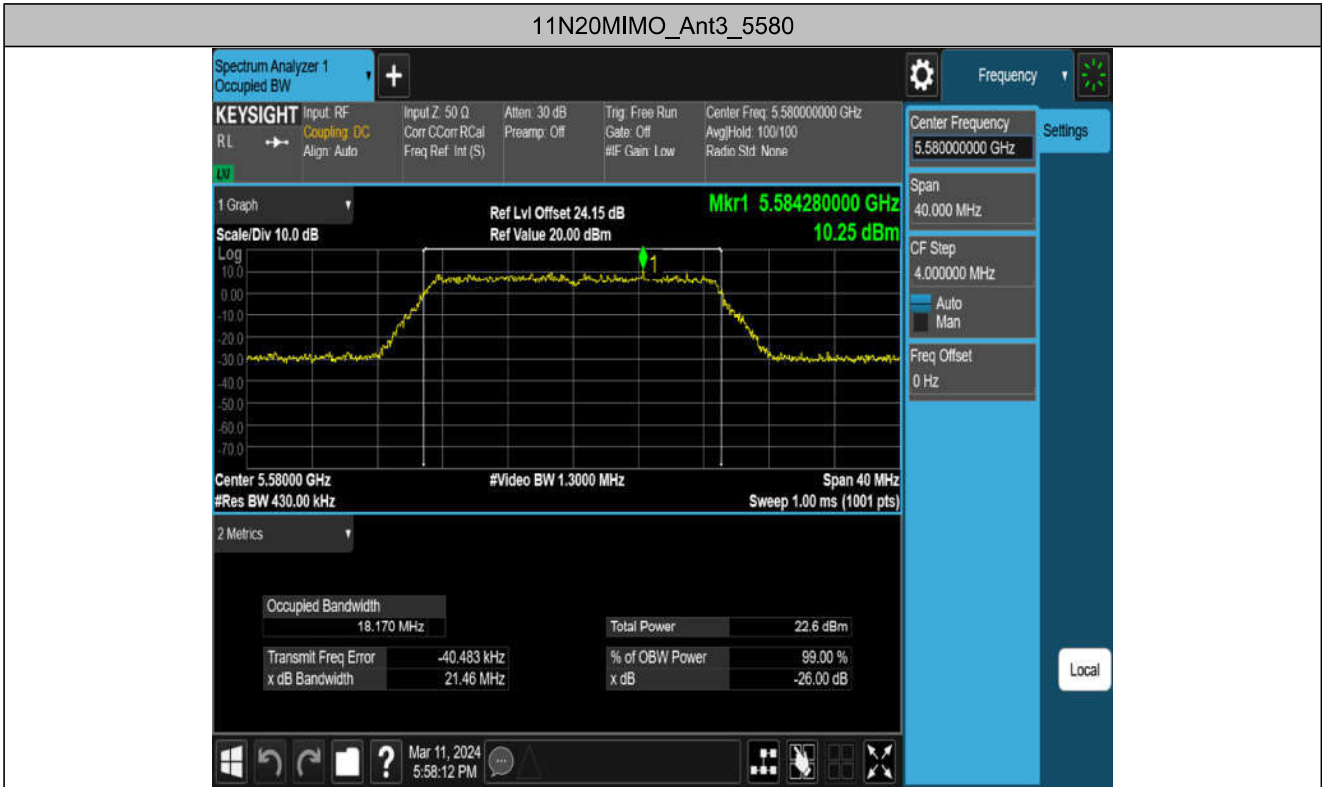 11N20MIMO_Ant3_5580
Spectrum Analyzer 1
Occupied BW
+
Frequency
KEYSIGHT
R L
LXI
Input: RF
Coupling: DC
Align: Auto
Input Z: 50 Ω
Corr CCorr RCal
Freq Ref: Int (S)
Atten: 30 dB
Preamp: Off
Trig: Free Run
Gate: Off
#IF Gain: Low
Center Freq: 5.580000000 GHz
Avg|Hold: 100/100
Radio Std: None
Center Frequency
5.580000000 GHz
Settings
Span
40.000 MHz
CF Step
4.000000 MHz
Auto
Man
Freq Offset
0 Hz
Local
1 Graph
Scale/Div 10.0 dB
Ref Lvl Offset 24.15 dB
Ref Value 20.00 dBm
Mkr1 5.584280000 GHz
10.25 dBm
Log
10.0
0.00
-10.0
-20.0
-30.0
-40.0
-50.0
-60.0
-70.0
1
Center 5.58000 GHz
#Res BW 430.00 kHz
#Video BW 1.3000 MHz
Span 40 MHz
Sweep 1.00 ms (1001 pts)
2 Metrics
Occupied Bandwidth
18.170 MHz
Transmit Freq Error -40.483 kHz
x dB Bandwidth 21.46 MHz
Total Power 22.6 dBm
% of OBW Power 99.00 %
x dB -26.00 dB
?
Mar 11, 2024
5:58:12 PM